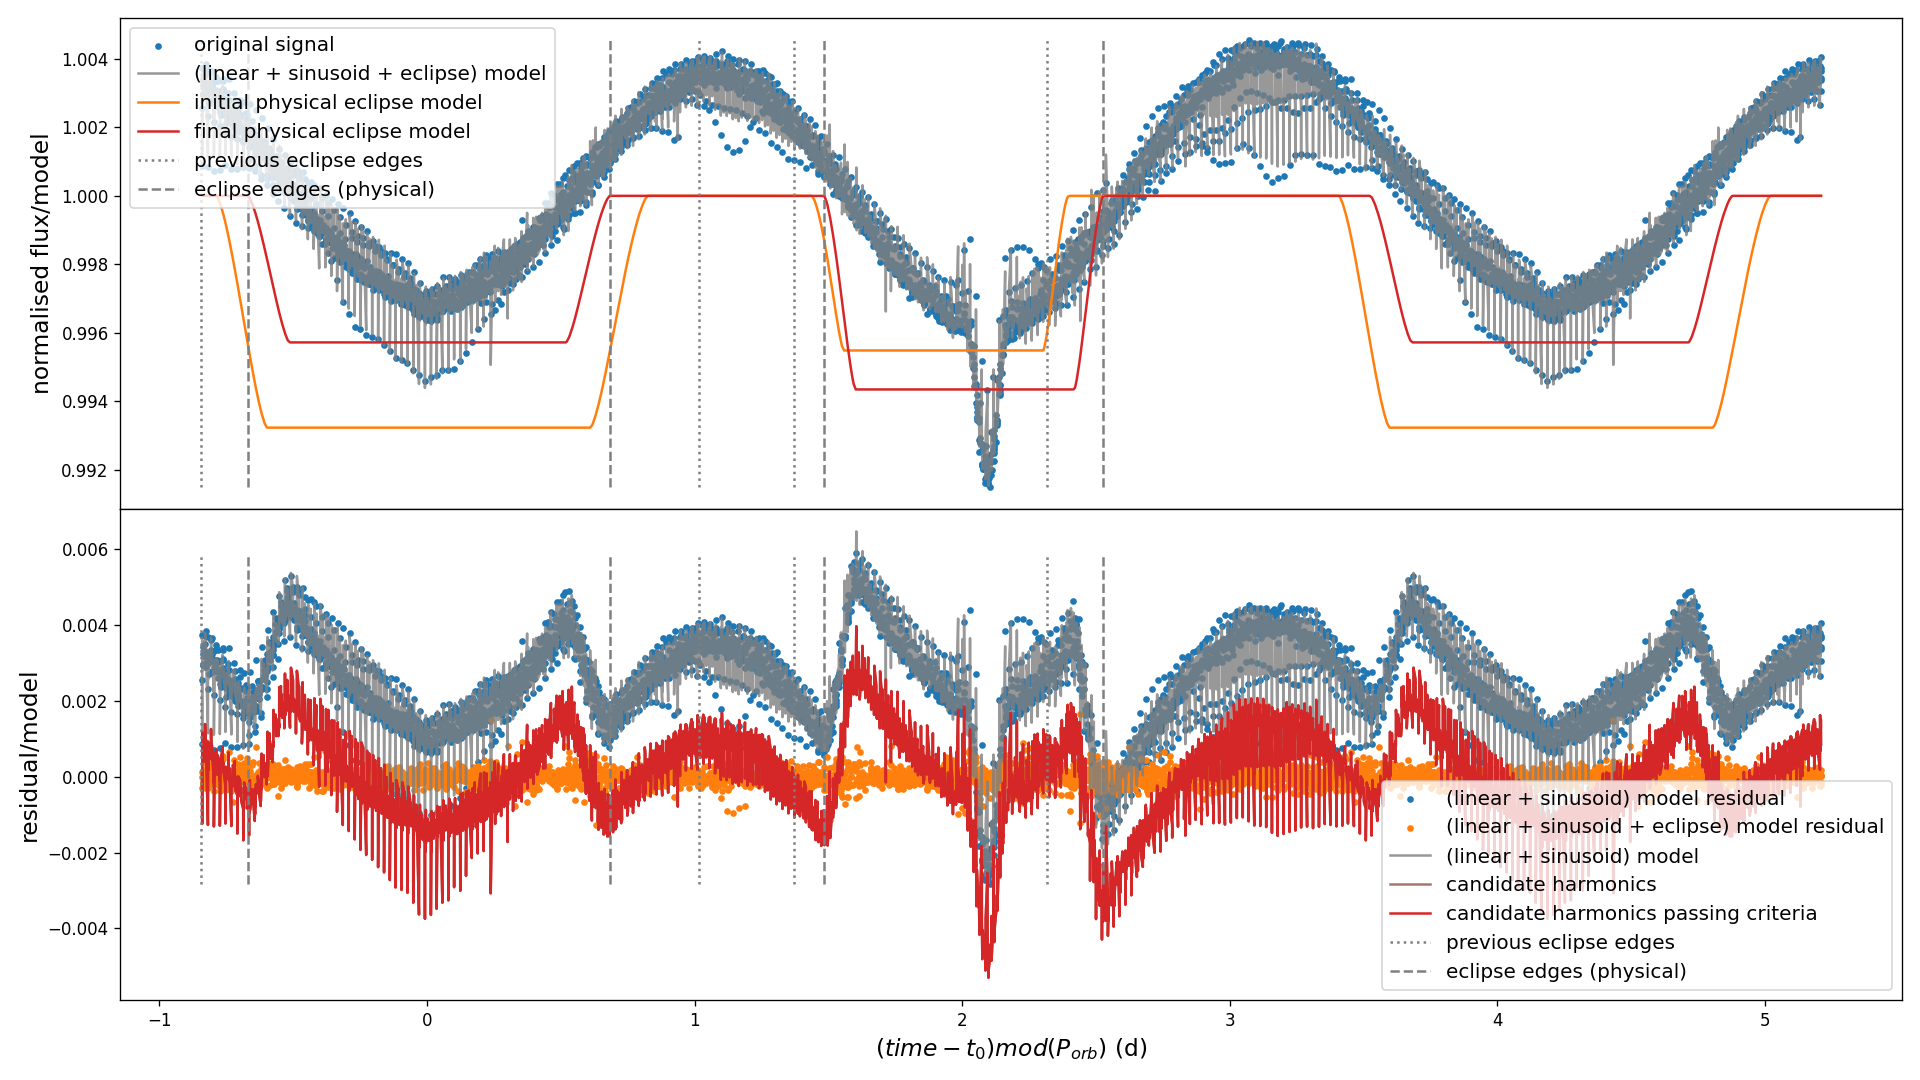 original signal
(linear + sinusoid + eclipse) model
initial physical eclipse model
final physical eclipse model
previous eclipse edges
eclipse edges (physical)
normalised flux/model
1.004
1.002
1.000
0.998
0.996
0.994
0.992
residual/model
0.006
0.004
0.002
0.000
−0.002
−0.004
(linear + sinusoid) model residual
(linear + sinusoid + eclipse) model residual
(linear + sinusoid) model
candidate harmonics
candidate harmonics passing criteria
previous eclipse edges
eclipse edges (physical)
−1 0 1 2 3 4 5
(time − t₀)mod(P_orb) (d)